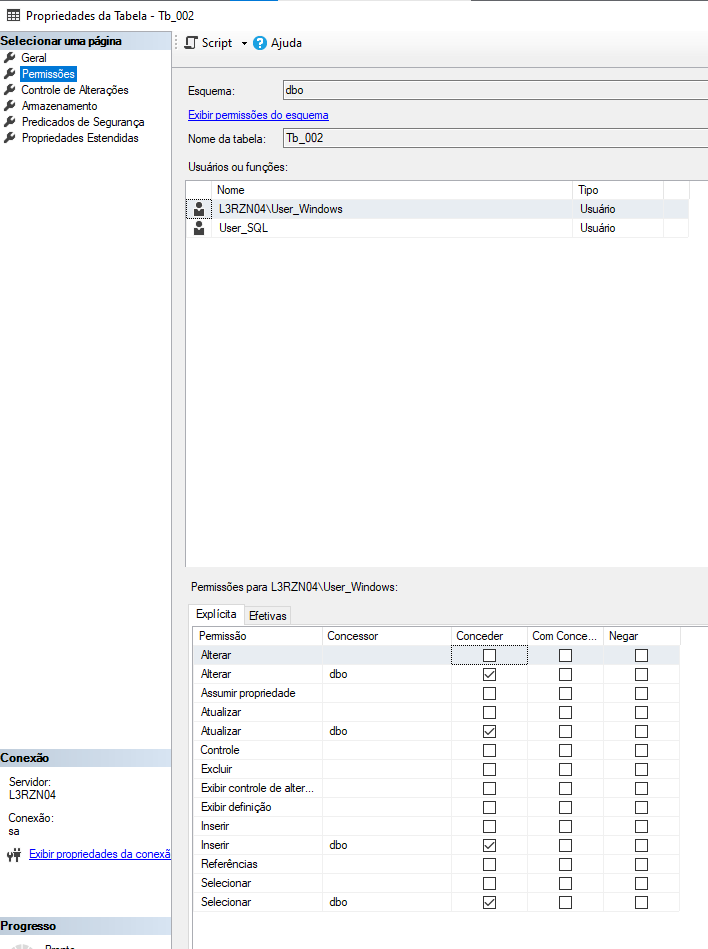 Propriedades da Tabela - Tb_002
Selecionar uma página
Geral
Permissões
Controle de Alterações
Armazenamento
Predicados de Segurança
Propriedades Estendidas
Script
Ajuda
Esquema: dbo
Exibir permissões do esquema
Nome da tabela: Tb_002
Usuários ou funções:
Nome Tipo
L3RZN04\User_Windows Usuário
User_SQL Usuário
Permissões para L3RZN04\User_Windows:
Explícita Efetivas
Permissão Concessor Conceder Com Conce... Negar
Alterar
Alterar dbo
Assumir propriedade
Atualizar
Atualizar dbo
Controle
Excluir
Exibir controle de alter...
Exibir definição
Inserir
Inserir dbo
Referências
Selecionar
Selecionar dbo
Conexão
Servidor:
L3RZN04
Conexão:
sa
Exibir propriedades da conexã
Progresso